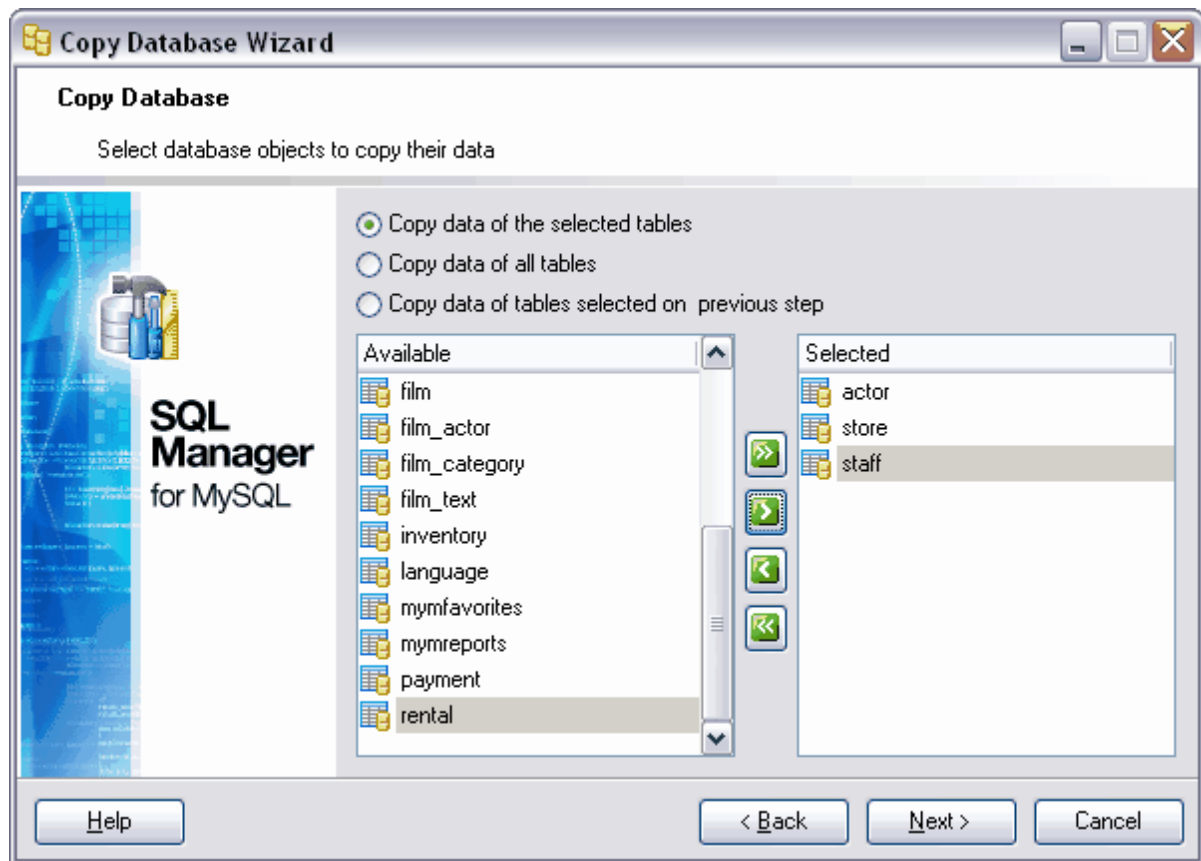 Copy Database Wizard
Copy Database
Select database objects to copy their data
SQL
Manager
for MySQL
Copy data of the selected tables
Copy data of all tables
Copy data of tables selected on previous step
Available
film
film_actor
film_category
film_text
inventory
language
mymfavorites
mymreports
payment
rental
Selected
actor
store
staff
Help
< Back
Next >
Cancel